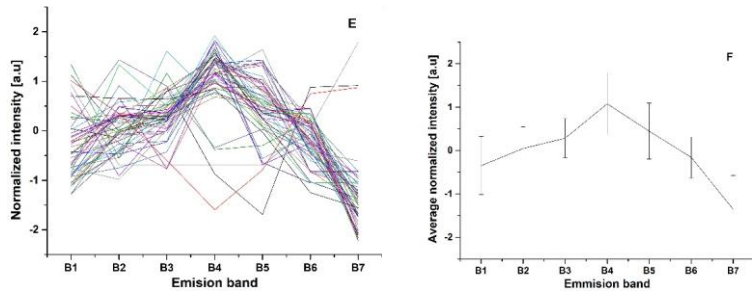 E
Normalized intensity [a.u]
2
1
0
-1
-2
B1 B2 B3 B4 B5 B6 B7
Emision band
F
Average normalized intensity [a.u]
2
1
0
-1
-2
B1 B2 B3 B4 B5 B6 B7
Emmission band